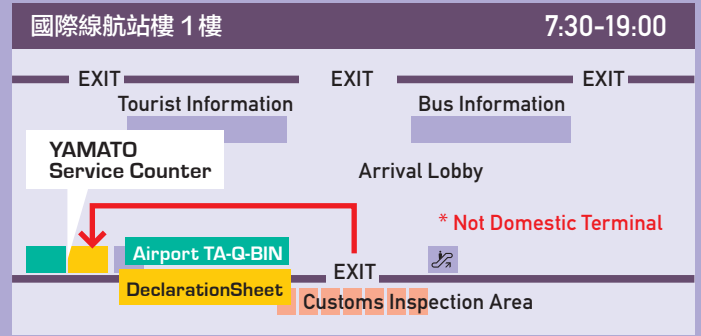 國際線航站樓 1樓 7:30-19:00
EXIT EXIT EXIT
Tourist Information Bus Information
YAMATO
Service Counter
Arrival Lobby
* Not Domestic Terminal
Airport TA-Q-BIN
EXIT
DeclarationSheet
Customs Inspection Area